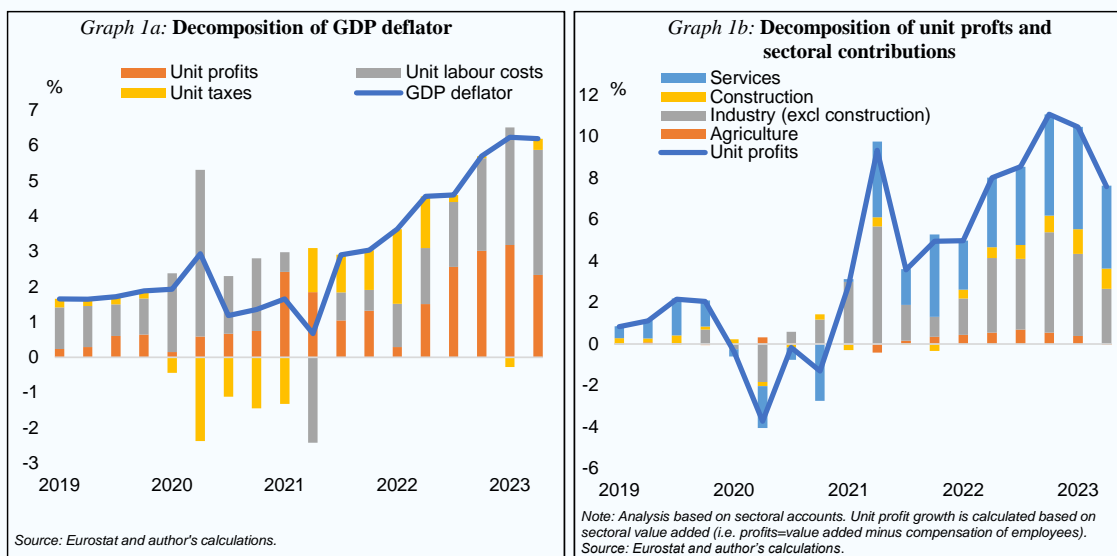 Graph 1a: Decomposition of GDP deflator
%
Unit profits
Unit labour costs
Unit taxes
GDP deflator
7
6
5
4
3
2
1
0
-1
-2
-3
2019 2020 2021 2022 2023
Source: Eurostat and author's calculations.
Graph 1b: Decomposition of unit profts and
sectoral contributions
%
Services
Construction
Industry (excl construction)
Agriculture
Unit profits
12
10
8
6
4
2
0
-2
-4
-6
2019 2020 2021 2022 2023
Note: Analysis based on sectoral accounts. Unit profit growth is calculated based on
sectoral value added (i.e. profits=value added minus compensation of employees).
Source: Eurostat and author's calculations.